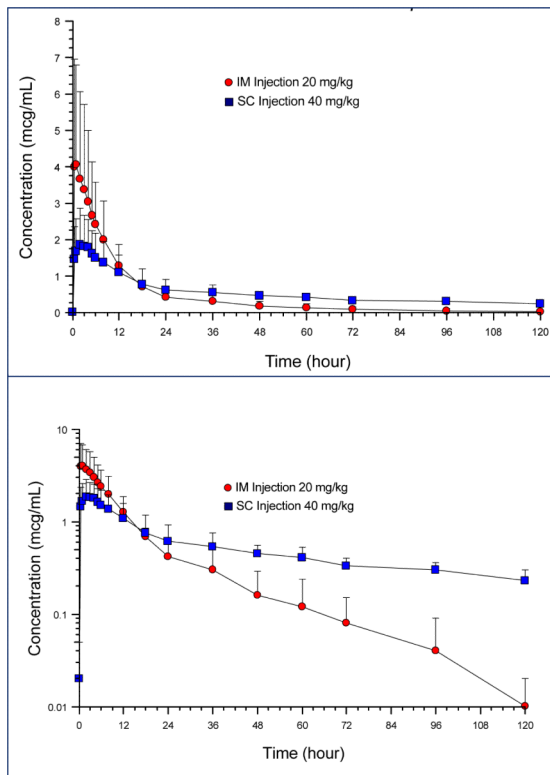 Concentration (mcg/mL)
8
7
6
5
4
3
2
1
0
IM Injection 20 mg/kg
SC Injection 40 mg/kg
0 12 24 36 48 60 72 84 96 108 120
Time (hour)
Concentration (mcg/mL)
10
1
0.1
0.01
IM Injection 20 mg/kg
SC Injection 40 mg/kg
0 12 24 36 48 60 72 84 96 108 120
Time (hour)